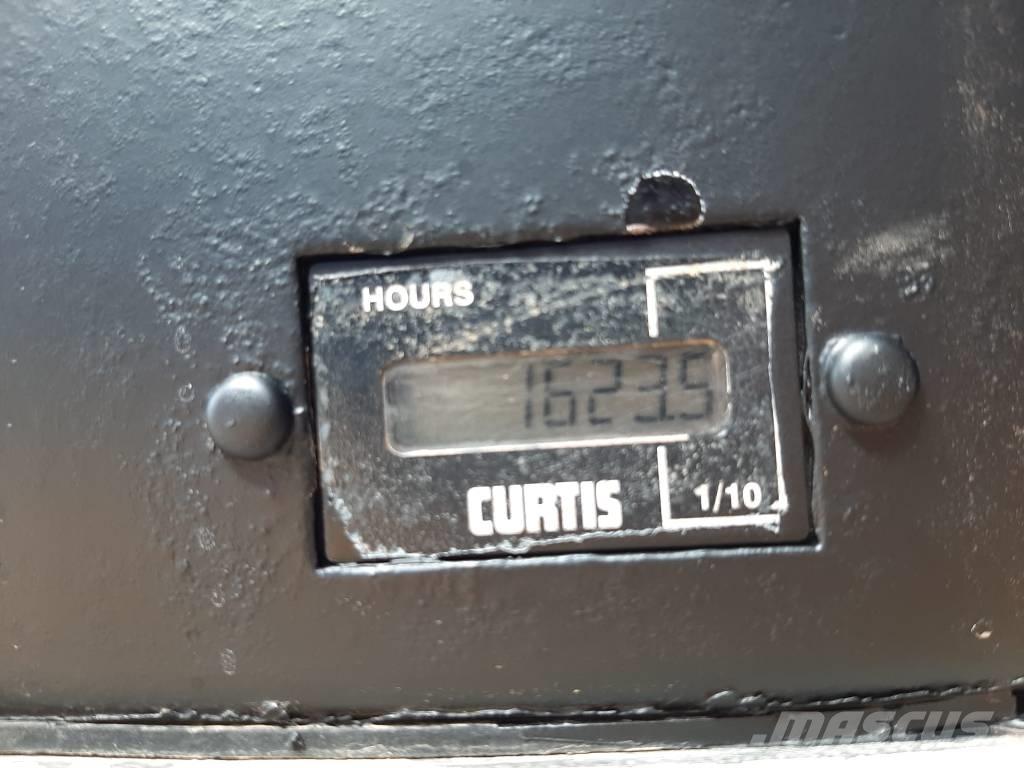 HOURS
1623.5
CURTIS
1/10
MASCUS